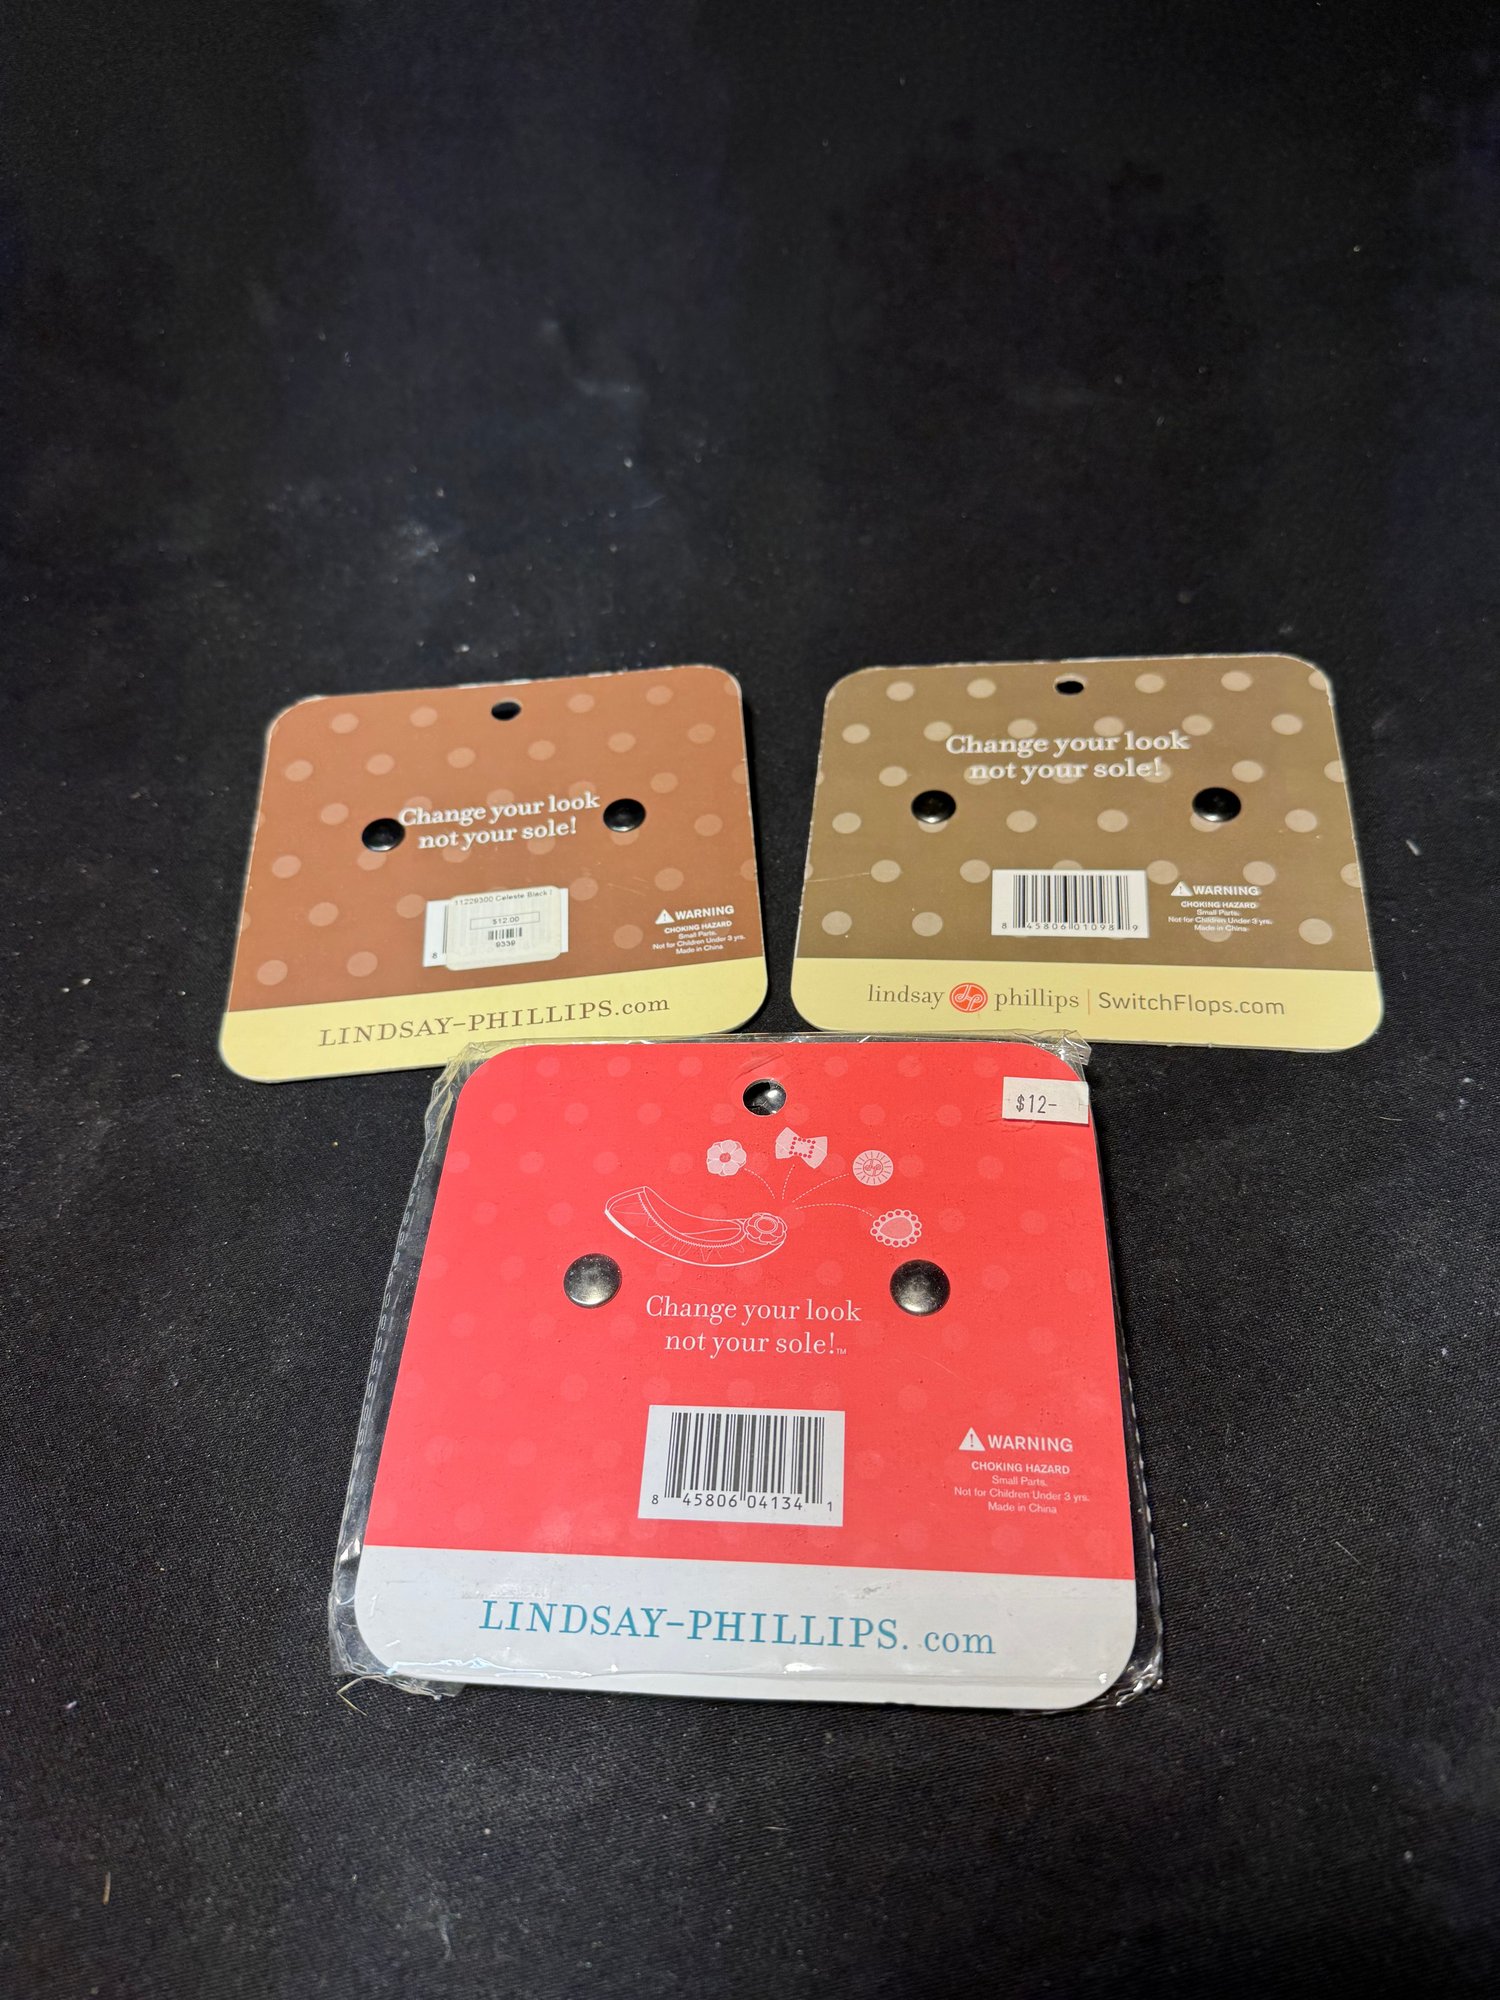 Change your look
not your sole!
11229300 Celeste Black
$12.00
9339
8
WARNING
CHOKING HAZARD
Small Parts.
Not for Children Under 3 yrs.
Made in China
LINDSAY-PHILLIPS.com
Change your look
not your sole!
8 45806 01098 9
WARNING
CHOKING HAZARD
Small Parts.
Not for Children Under 3 yrs.
Made in China
lindsay phillips | SwitchFlops.com
$12-
Change your look
not your sole!™
8 45806 04134 1
WARNING
CHOKING HAZARD
Small Parts.
Not for Children Under 3 yrs.
Made in China
LINDSAY-PHILLIPS.com